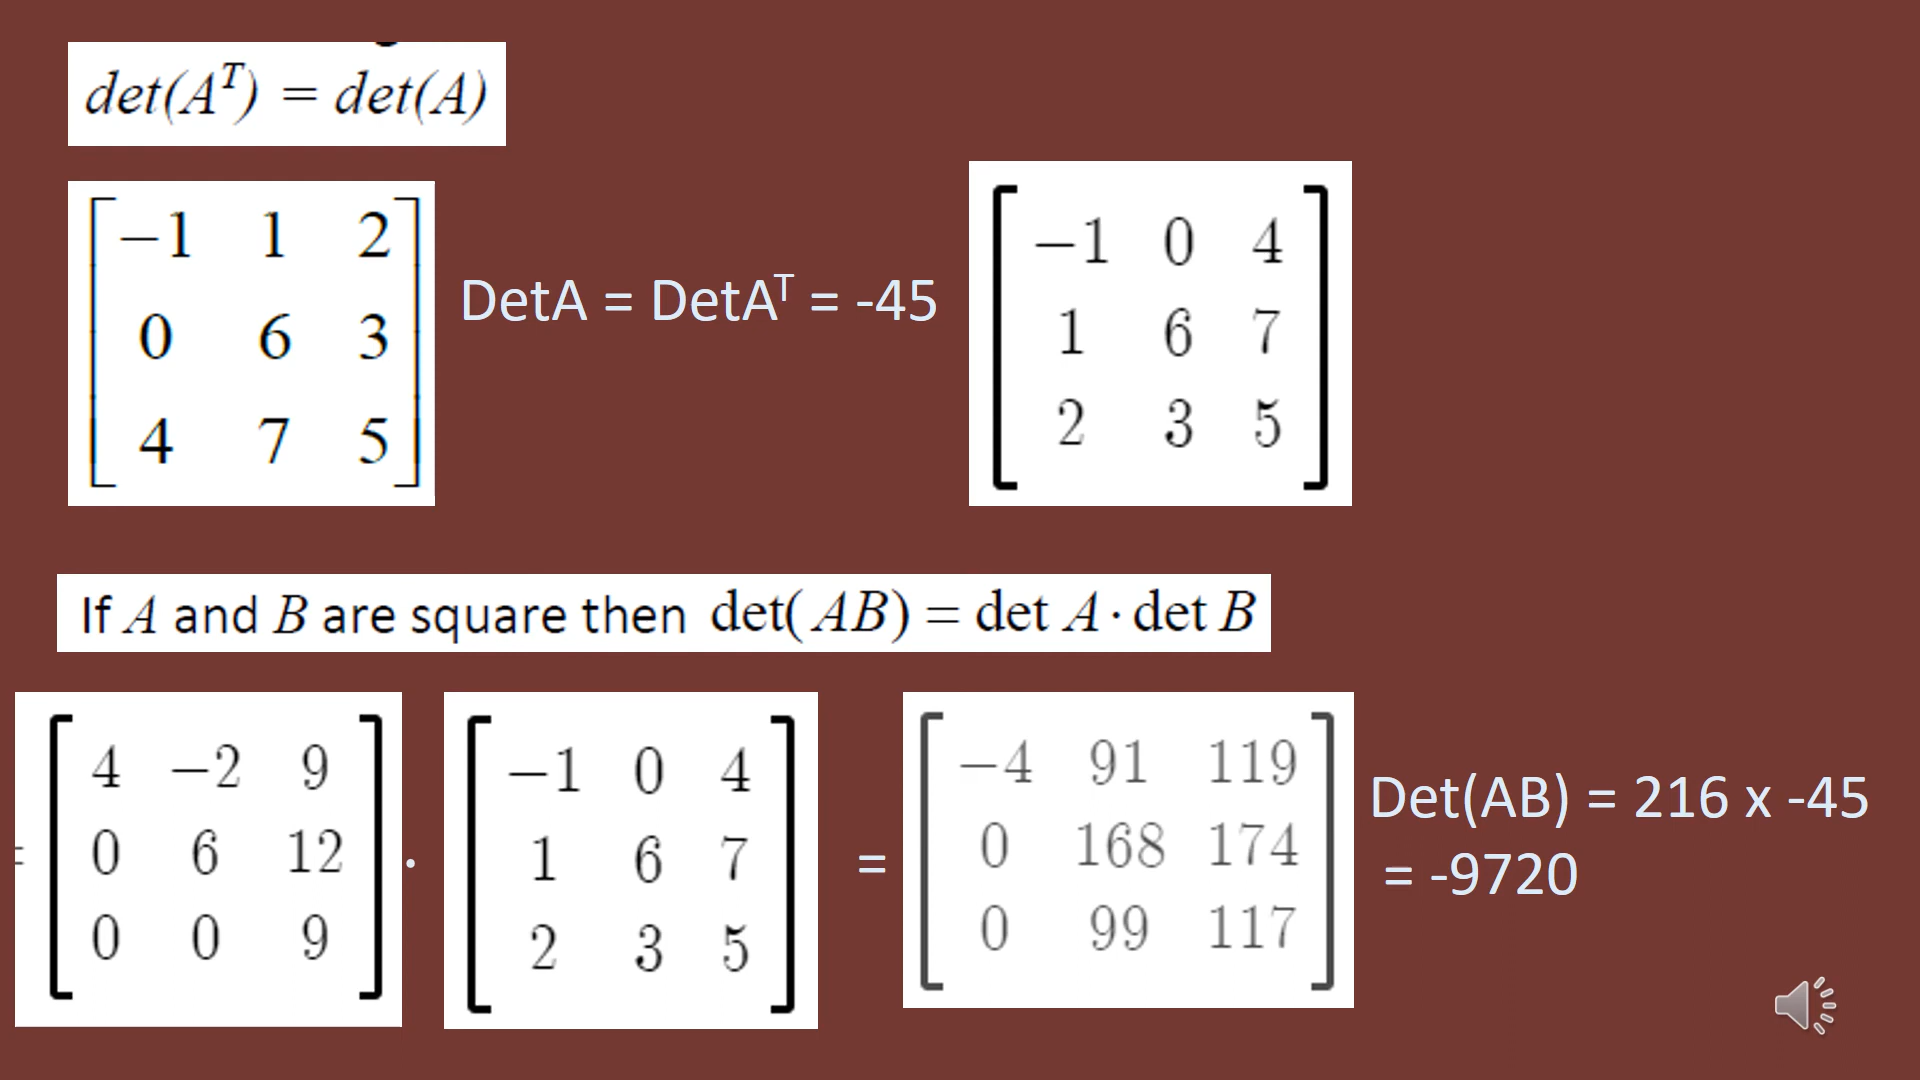 det(Aᵀ) = det(A)
−1 1 2
0 6 3
4 7 5
DetA = DetAᵀ = -45
−1 0 4
1 6 7
2 3 5
If A and B are square then det(AB) = det A · det B
=
4 −2 9
0 6 12
0 0 9
·
−1 0 4
1 6 7
2 3 5
=
−4 91 119
0 168 174
0 99 117
Det(AB) = 216 x -45
= -9720